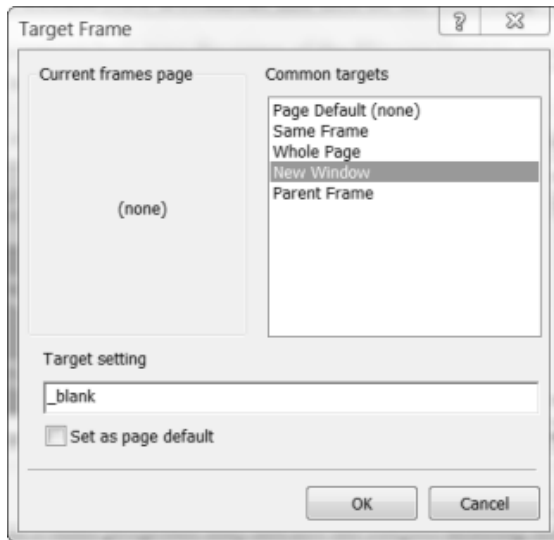 Target Frame
Current frames page
(none)
Common targets
Page Default (none)
Same Frame
Whole Page
New Window
Parent Frame
Target setting
_blank
Set as page default
OK
Cancel